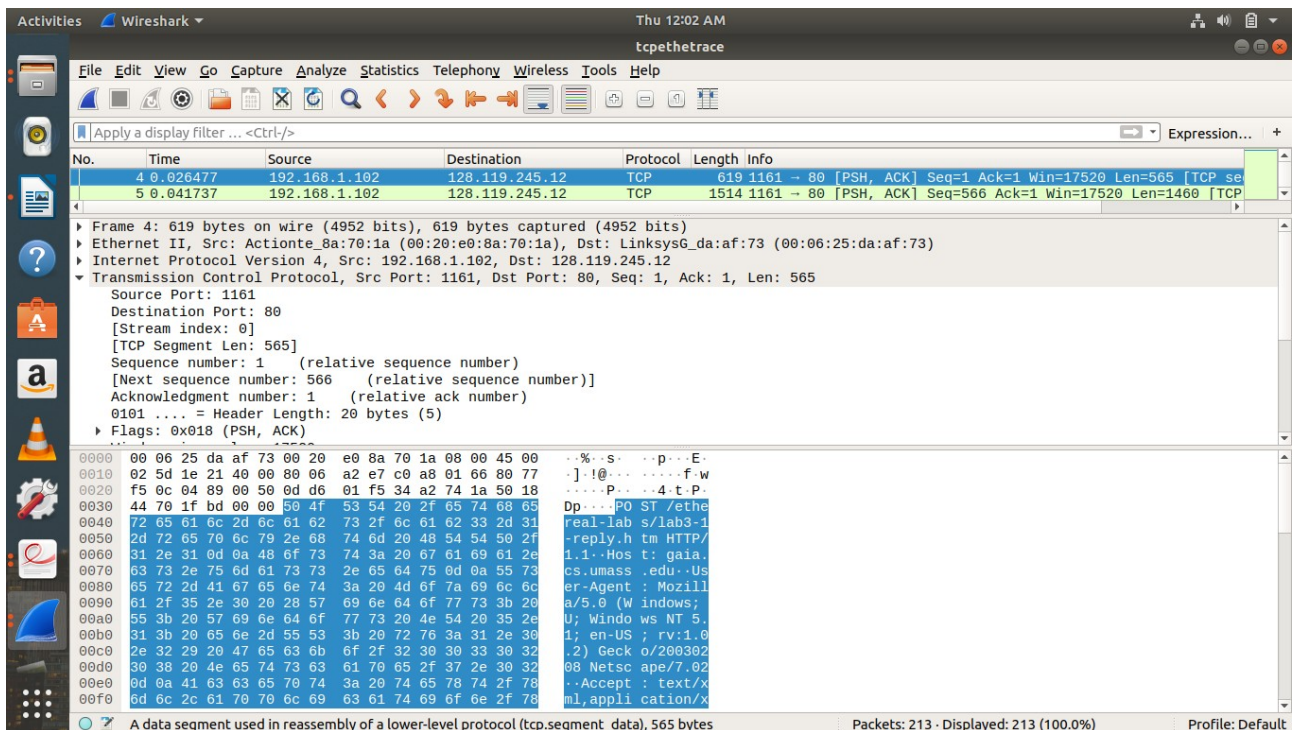 Activities Wireshark Thu 12:02 AM
tcpethetrace
File Edit View Go Capture Analyze Statistics Telephony Wireless Tools Help
Apply a display filter ... <Ctrl-/> Expression... +
No. Time Source Destination Protocol Length Info
4 0.026477 192.168.1.102 128.119.245.12 TCP 619 1161 → 80 [PSH, ACK] Seq=1 Ack=1 Win=17520 Len=565 [TCP se
5 0.041737 192.168.1.102 128.119.245.12 TCP 1514 1161 → 80 [PSH, ACK] Seq=566 Ack=1 Win=17520 Len=1460 [TCP
Frame 4: 619 bytes on wire (4952 bits), 619 bytes captured (4952 bits)
Ethernet II, Src: Actionte_8a:70:1a (00:20:e0:8a:70:1a), Dst: LinksysG_da:af:73 (00:06:25:da:af:73)
Internet Protocol Version 4, Src: 192.168.1.102, Dst: 128.119.245.12
Transmission Control Protocol, Src Port: 1161, Dst Port: 80, Seq: 1, Ack: 1, Len: 565
Source Port: 1161
Destination Port: 80
[Stream index: 0]
[TCP Segment Len: 565]
Sequence number: 1 (relative sequence number)
[Next sequence number: 566 (relative sequence number)]
Acknowledgment number: 1 (relative ack number)
0101 .... = Header Length: 20 bytes (5)
Flags: 0x018 (PSH, ACK)
0000 00 06 25 da af 73 00 20 e0 8a 70 1a 08 00 45 00 ··%··s· ··p···E·
0010 02 5d 1e 21 40 00 80 06 a2 e7 c0 a8 01 66 80 77 ·]·!@··· ·····f·w
0020 f5 0c 04 89 00 50 0d d6 01 f5 34 a2 74 1a 50 18 ·····P·· ··4·t·P·
0030 44 70 1f bd 00 00 50 4f 53 54 20 2f 65 74 68 65 Dp····PO ST /ethe
0040 72 65 61 6c 2d 6c 61 62 73 2f 6c 61 62 33 2d 31 real-lab s/lab3-1
0050 2d 72 65 70 6c 79 2e 68 74 6d 20 48 54 54 50 2f -reply.h tm HTTP/
0060 31 2e 31 0d 0a 48 6f 73 74 3a 20 67 61 69 61 2e 1.1··Hos t: gaia.
0070 63 73 2e 75 6d 61 73 73 2e 65 64 75 0d 0a 55 73 cs.umass .edu··Us
0080 65 72 2d 41 67 65 6e 74 3a 20 4d 6f 7a 69 6c 6c er-Agent : Mozill
0090 61 2f 35 2e 30 20 28 57 69 6e 64 6f 77 73 3b 20 a/5.0 (W indows;
00a0 55 3b 20 57 69 6e 64 6f 77 73 20 4e 54 20 35 2e U; Windo ws NT 5.
00b0 31 3b 20 65 6e 2d 55 53 3b 20 72 76 3a 31 2e 30 1; en-US ; rv:1.0
00c0 2e 32 29 20 47 65 63 6b 6f 2f 32 30 30 33 30 32 .2) Geck o/200302
00d0 30 38 20 4e 65 74 73 63 61 70 65 2f 37 2e 30 32 08 Netsc ape/7.02
00e0 0d 0a 41 63 63 65 70 74 3a 20 74 65 78 74 2f 78 ··Accept : text/x
00f0 6d 6c 2c 61 70 70 6c 69 63 61 74 69 6f 6e 2f 78 ml,appli cation/x
A data segment used in reassembly of a lower-level protocol (tcp.segment_data), 565 bytes Packets: 213 · Displayed: 213 (100.0%) Profile: Default